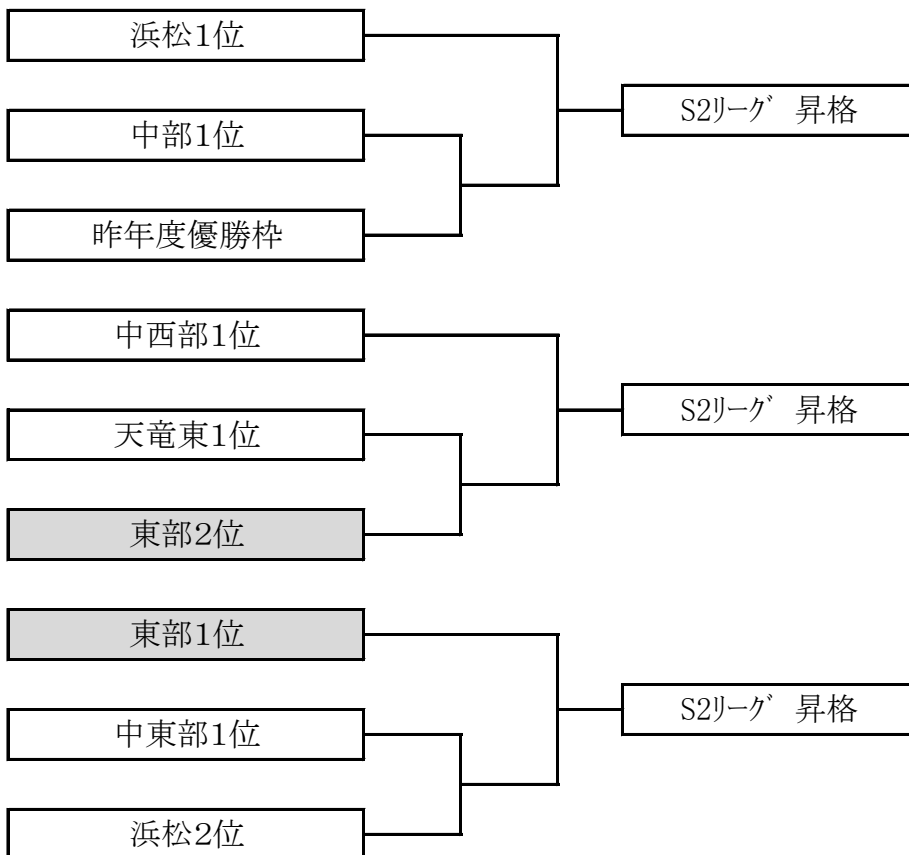 浜松1位
S2ﾘｰｸﾞ 昇格
中部1位
昨年度優勝枠
中西部1位
S2ﾘｰｸﾞ 昇格
天竜東1位
東部2位
東部1位
S2ﾘｰｸﾞ 昇格
中東部1位
浜松2位